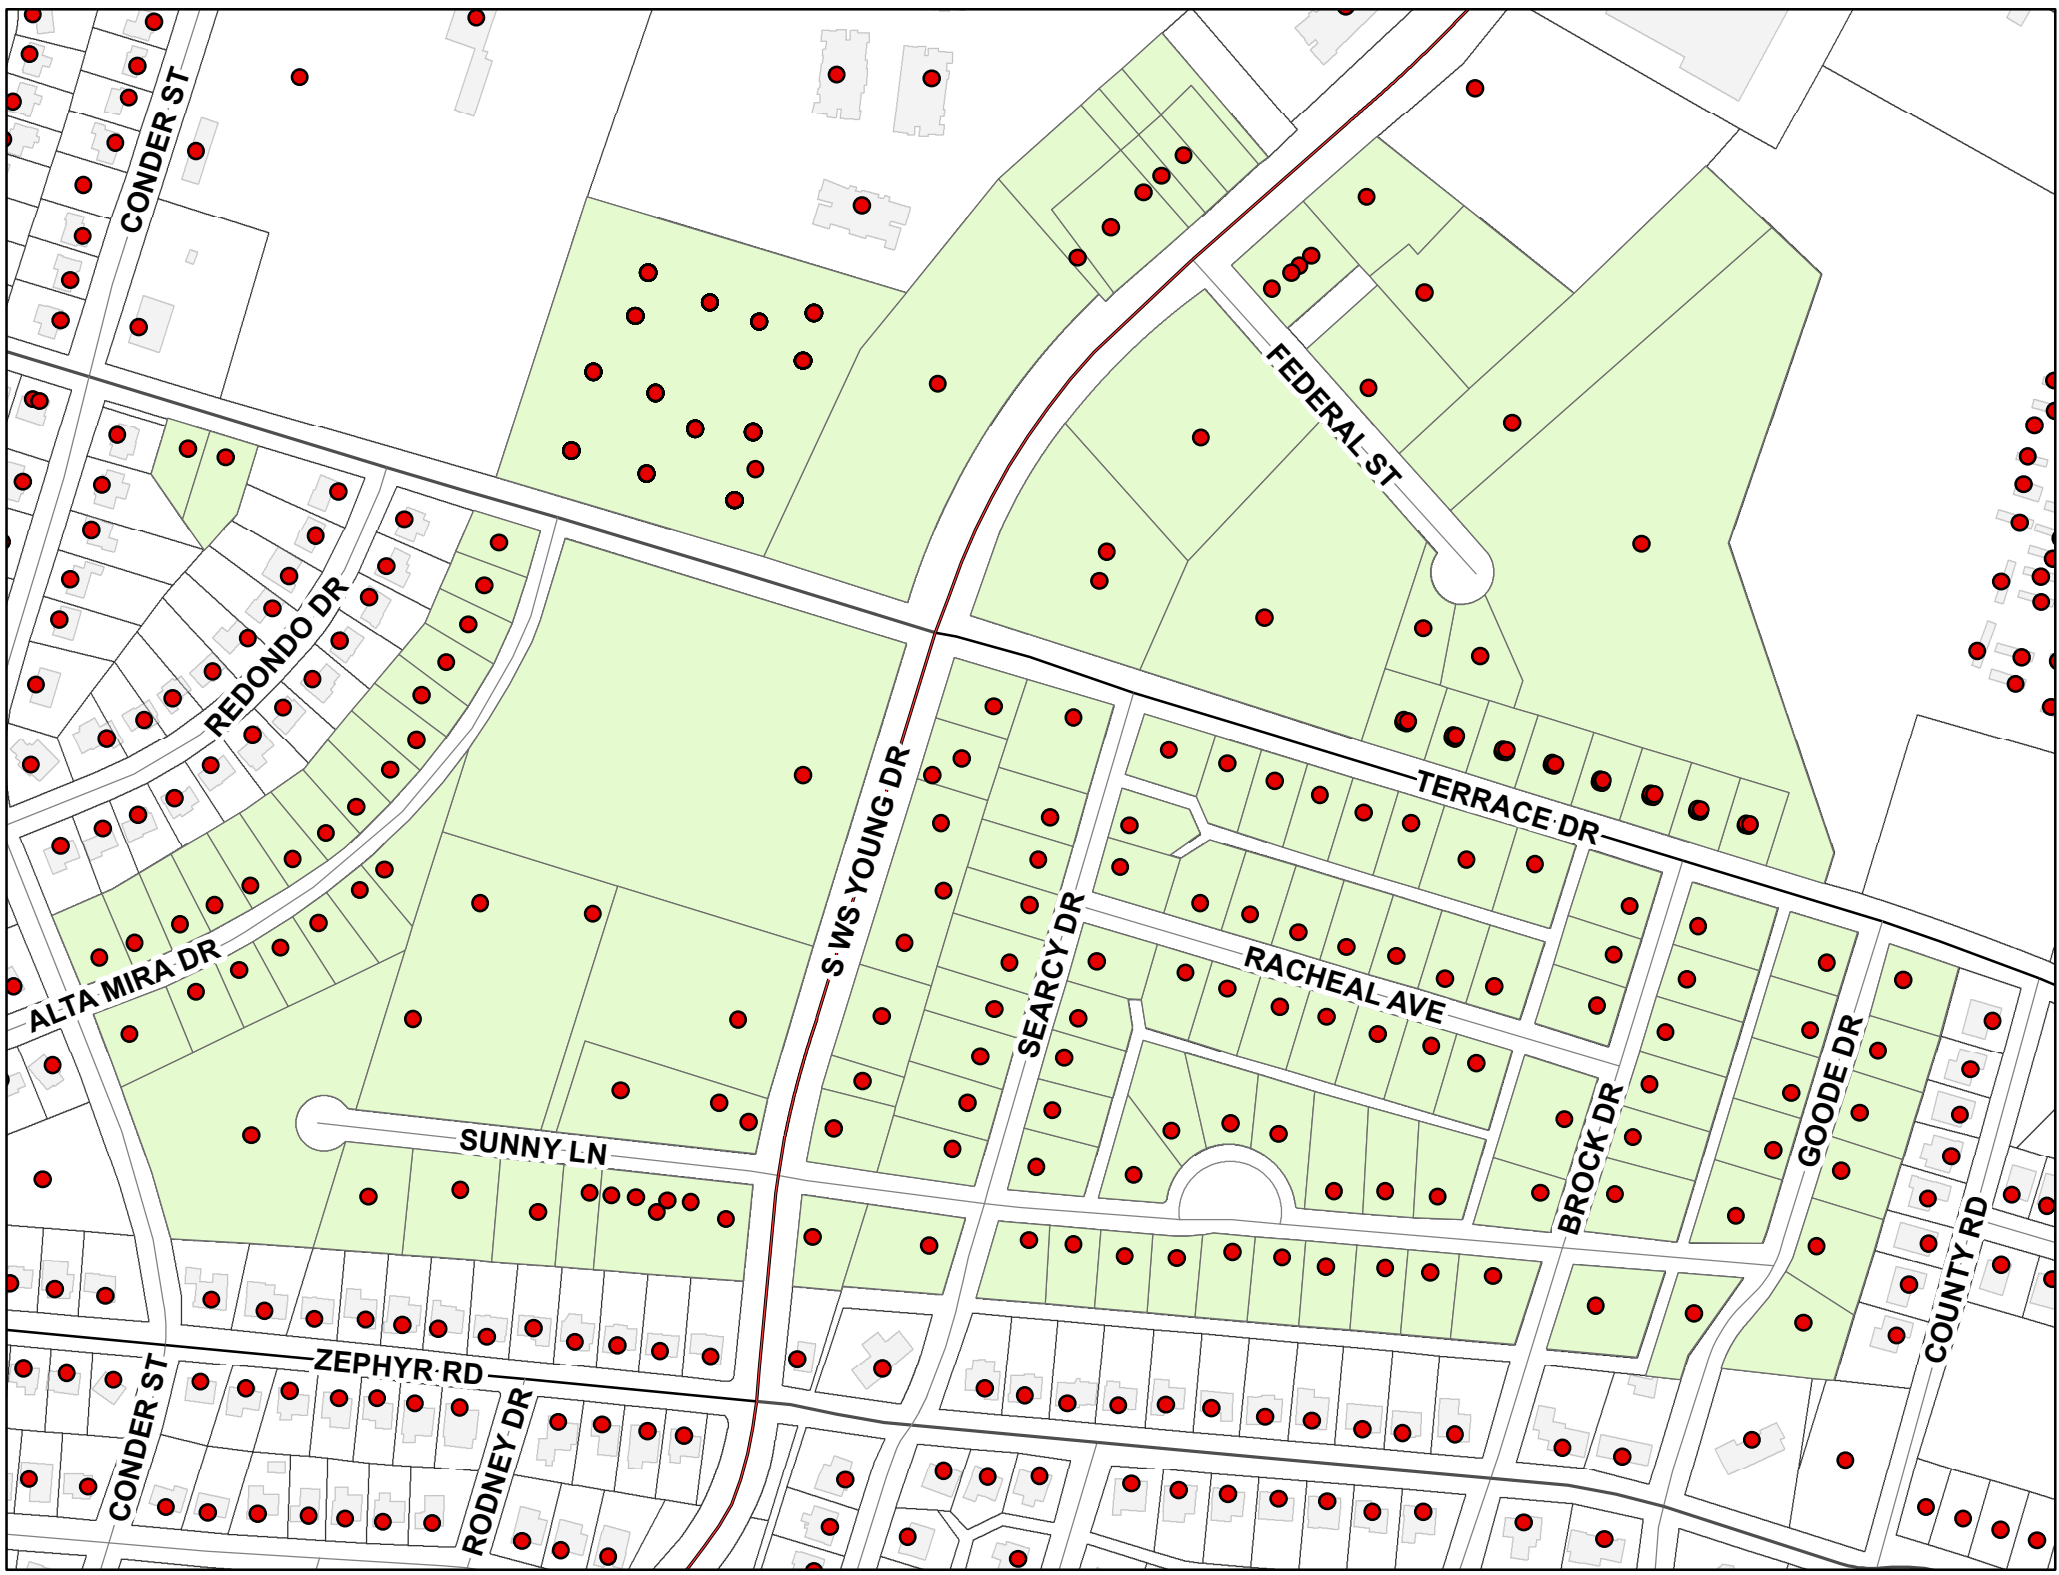 CONDER ST
FEDERAL ST
REDONDO DR
TERRACE DR
S WS YOUNG DR
SEARCY DR
RACHEAL AVE
ALTA MIRA DR
GOODE DR
SUNNY LN
BROCK DR
COUNTY RD
ZEPHYR RD
CONDER ST
RODNEY DR